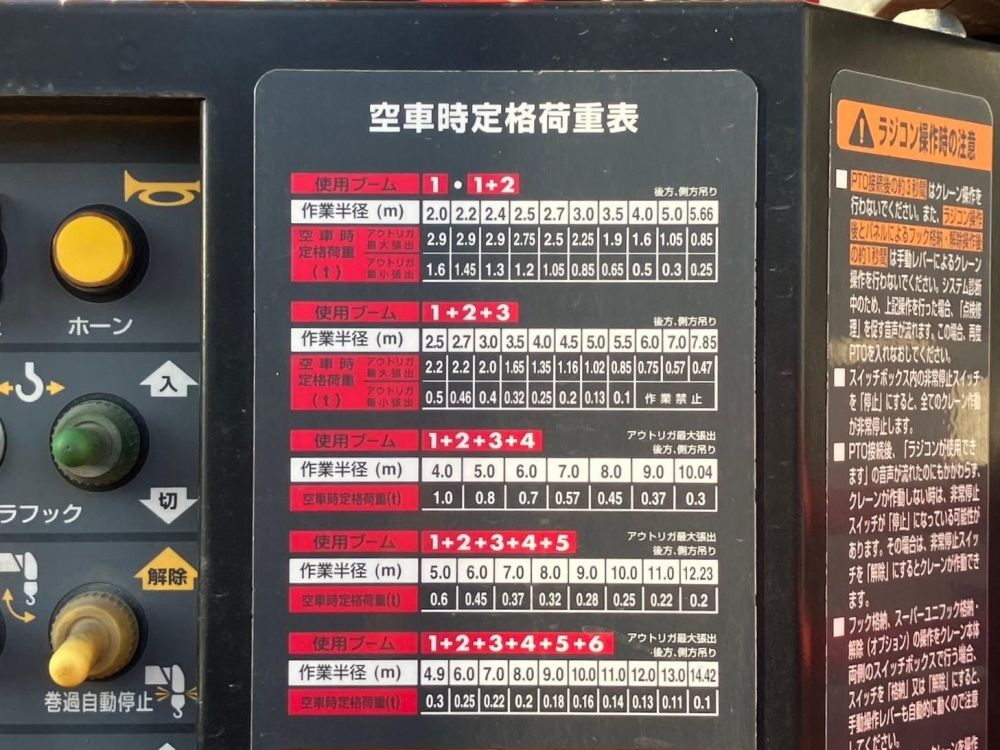 空車時定格荷重表
使用ブーム 1・1+2 後方、側方吊り
作業半径 (m) 2.0 2.2 2.4 2.5 2.7 3.0 3.5 4.0 5.0 5.66
空車時定格荷重(t) アウトリガ最大張出 2.9 2.9 2.9 2.75 2.5 2.25 1.9 1.6 1.05 0.85
アウトリガ最小張出 1.6 1.45 1.3 1.2 1.05 0.85 0.65 0.5 0.3 0.25
使用ブーム 1+2+3 後方、側方吊り
作業半径 (m) 2.5 2.7 3.0 3.5 4.0 4.5 5.0 5.5 6.0 7.0 7.85
空車時定格荷重(t) アウトリガ最大張出 2.2 2.2 2.0 1.65 1.35 1.16 1.02 0.85 0.75 0.57 0.47
アウトリガ最小張出 0.5 0.46 0.4 0.32 0.25 0.2 0.13 0.1 作業禁止
使用ブーム 1+2+3+4 アウトリガ最大張出
後方、側方吊り
作業半径 (m) 4.0 5.0 6.0 7.0 8.0 9.0 10.04
空車時定格荷重(t) 1.0 0.8 0.7 0.57 0.45 0.37 0.3
使用ブーム 1+2+3+4+5 アウトリガ最大張出
後方、側方吊り
作業半径 (m) 5.0 6.0 7.0 8.0 9.0 10.0 11.0 12.23
空車時定格荷重(t) 0.6 0.45 0.37 0.32 0.28 0.25 0.22 0.2
使用ブーム 1+2+3+4+5+6 アウトリガ最大張出
後方、側方吊り
作業半径 (m) 4.9 6.0 7.0 8.0 9.0 10.0 11.0 12.0 13.0 14.42
空車時定格荷重(t) 0.3 0.25 0.22 0.2 0.18 0.16 0.14 0.13 0.11 0.1
ホーン
入
切
ラフック
解除
巻過自動停止
ラジコン操作時の注意
PTO接続後の約3秒間はクレーン操作を
行わないでください。また、ラジコン操作
後とパネルによるフック格納・解除操作後
の約1秒間は手動レバーによるクレーン
操作を行わないでください。システム診断
中のため、上記操作を行った場合、「点検修
理」を促す音声が流れます。この場合、再度
PTOを入れなおしてください。
スイッチボックス内の非常停止スイッチ
を「停止」にすると、全てのクレーン作動
が非常停止します。
PTO接続後、「ラジコンが使用でき
ます」の音声が流れたのにもかかわらず、
クレーンが作動しない時は、非常停止
スイッチが「停止」になっている可能性が
あります。その場合は、非常停止スイッ
チを「解除」にするとクレーンが作動でき
ます。
フック格納、スーパーユニフック格納・
解除(オプション)の操作をクレーン本体
両側のスイッチボックスで行う場合、
スイッチを「格納」又は「解除」にすると、
手動操作レバーも自動的に動くので注意
してください。